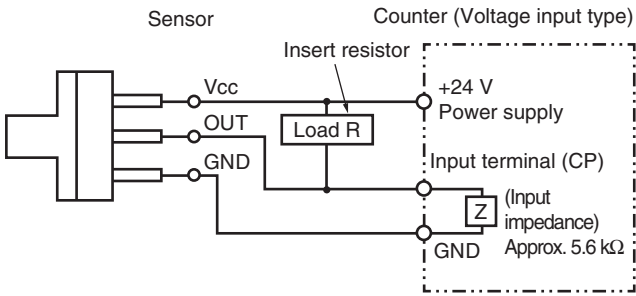 Sensor
Counter (Voltage input type)
Insert resistor
Vcc
+24 V
Power supply
OUT
Load R
GND
Input terminal (CP)
Z
(Input
impedance)
Approx. 5.6 kΩ
GND